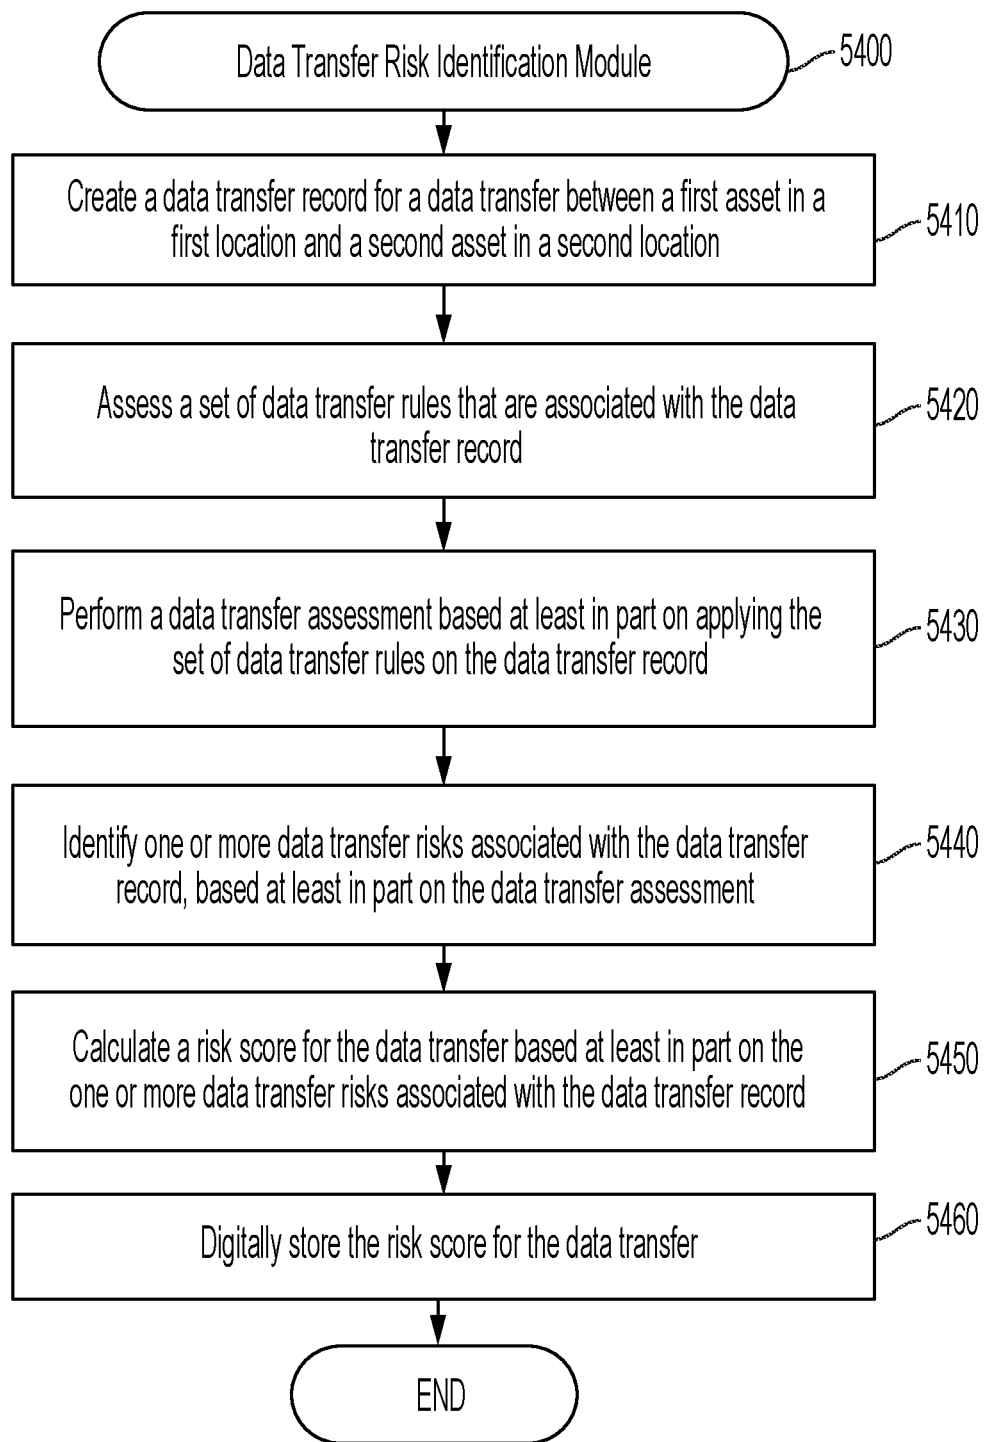 Data Transfer Risk Identification Module
5400
Create a data transfer record for a data transfer between a first asset in a
first location and a second asset in a second location
5410
Assess a set of data transfer rules that are associated with the data
transfer record
5420
Perform a data transfer assessment based at least in part on applying the
set of data transfer rules on the data transfer record
5430
Identify one or more data transfer risks associated with the data transfer
record, based at least in part on the data transfer assessment
5440
Calculate a risk score for the data transfer based at least in part on the
one or more data transfer risks associated with the data transfer record
5450
Digitally store the risk score for the data transfer
5460
END